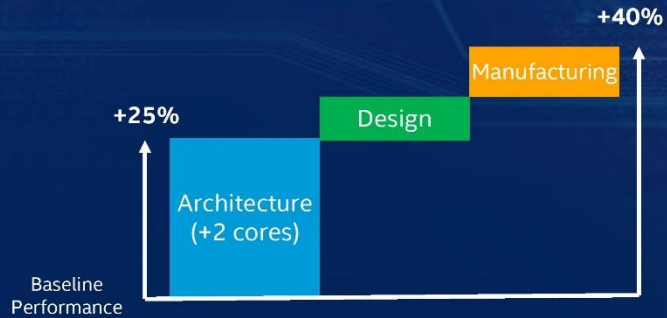 +40%
Manufacturing
+25%
Design
Architecture
(+2 cores)
Baseline
Performance